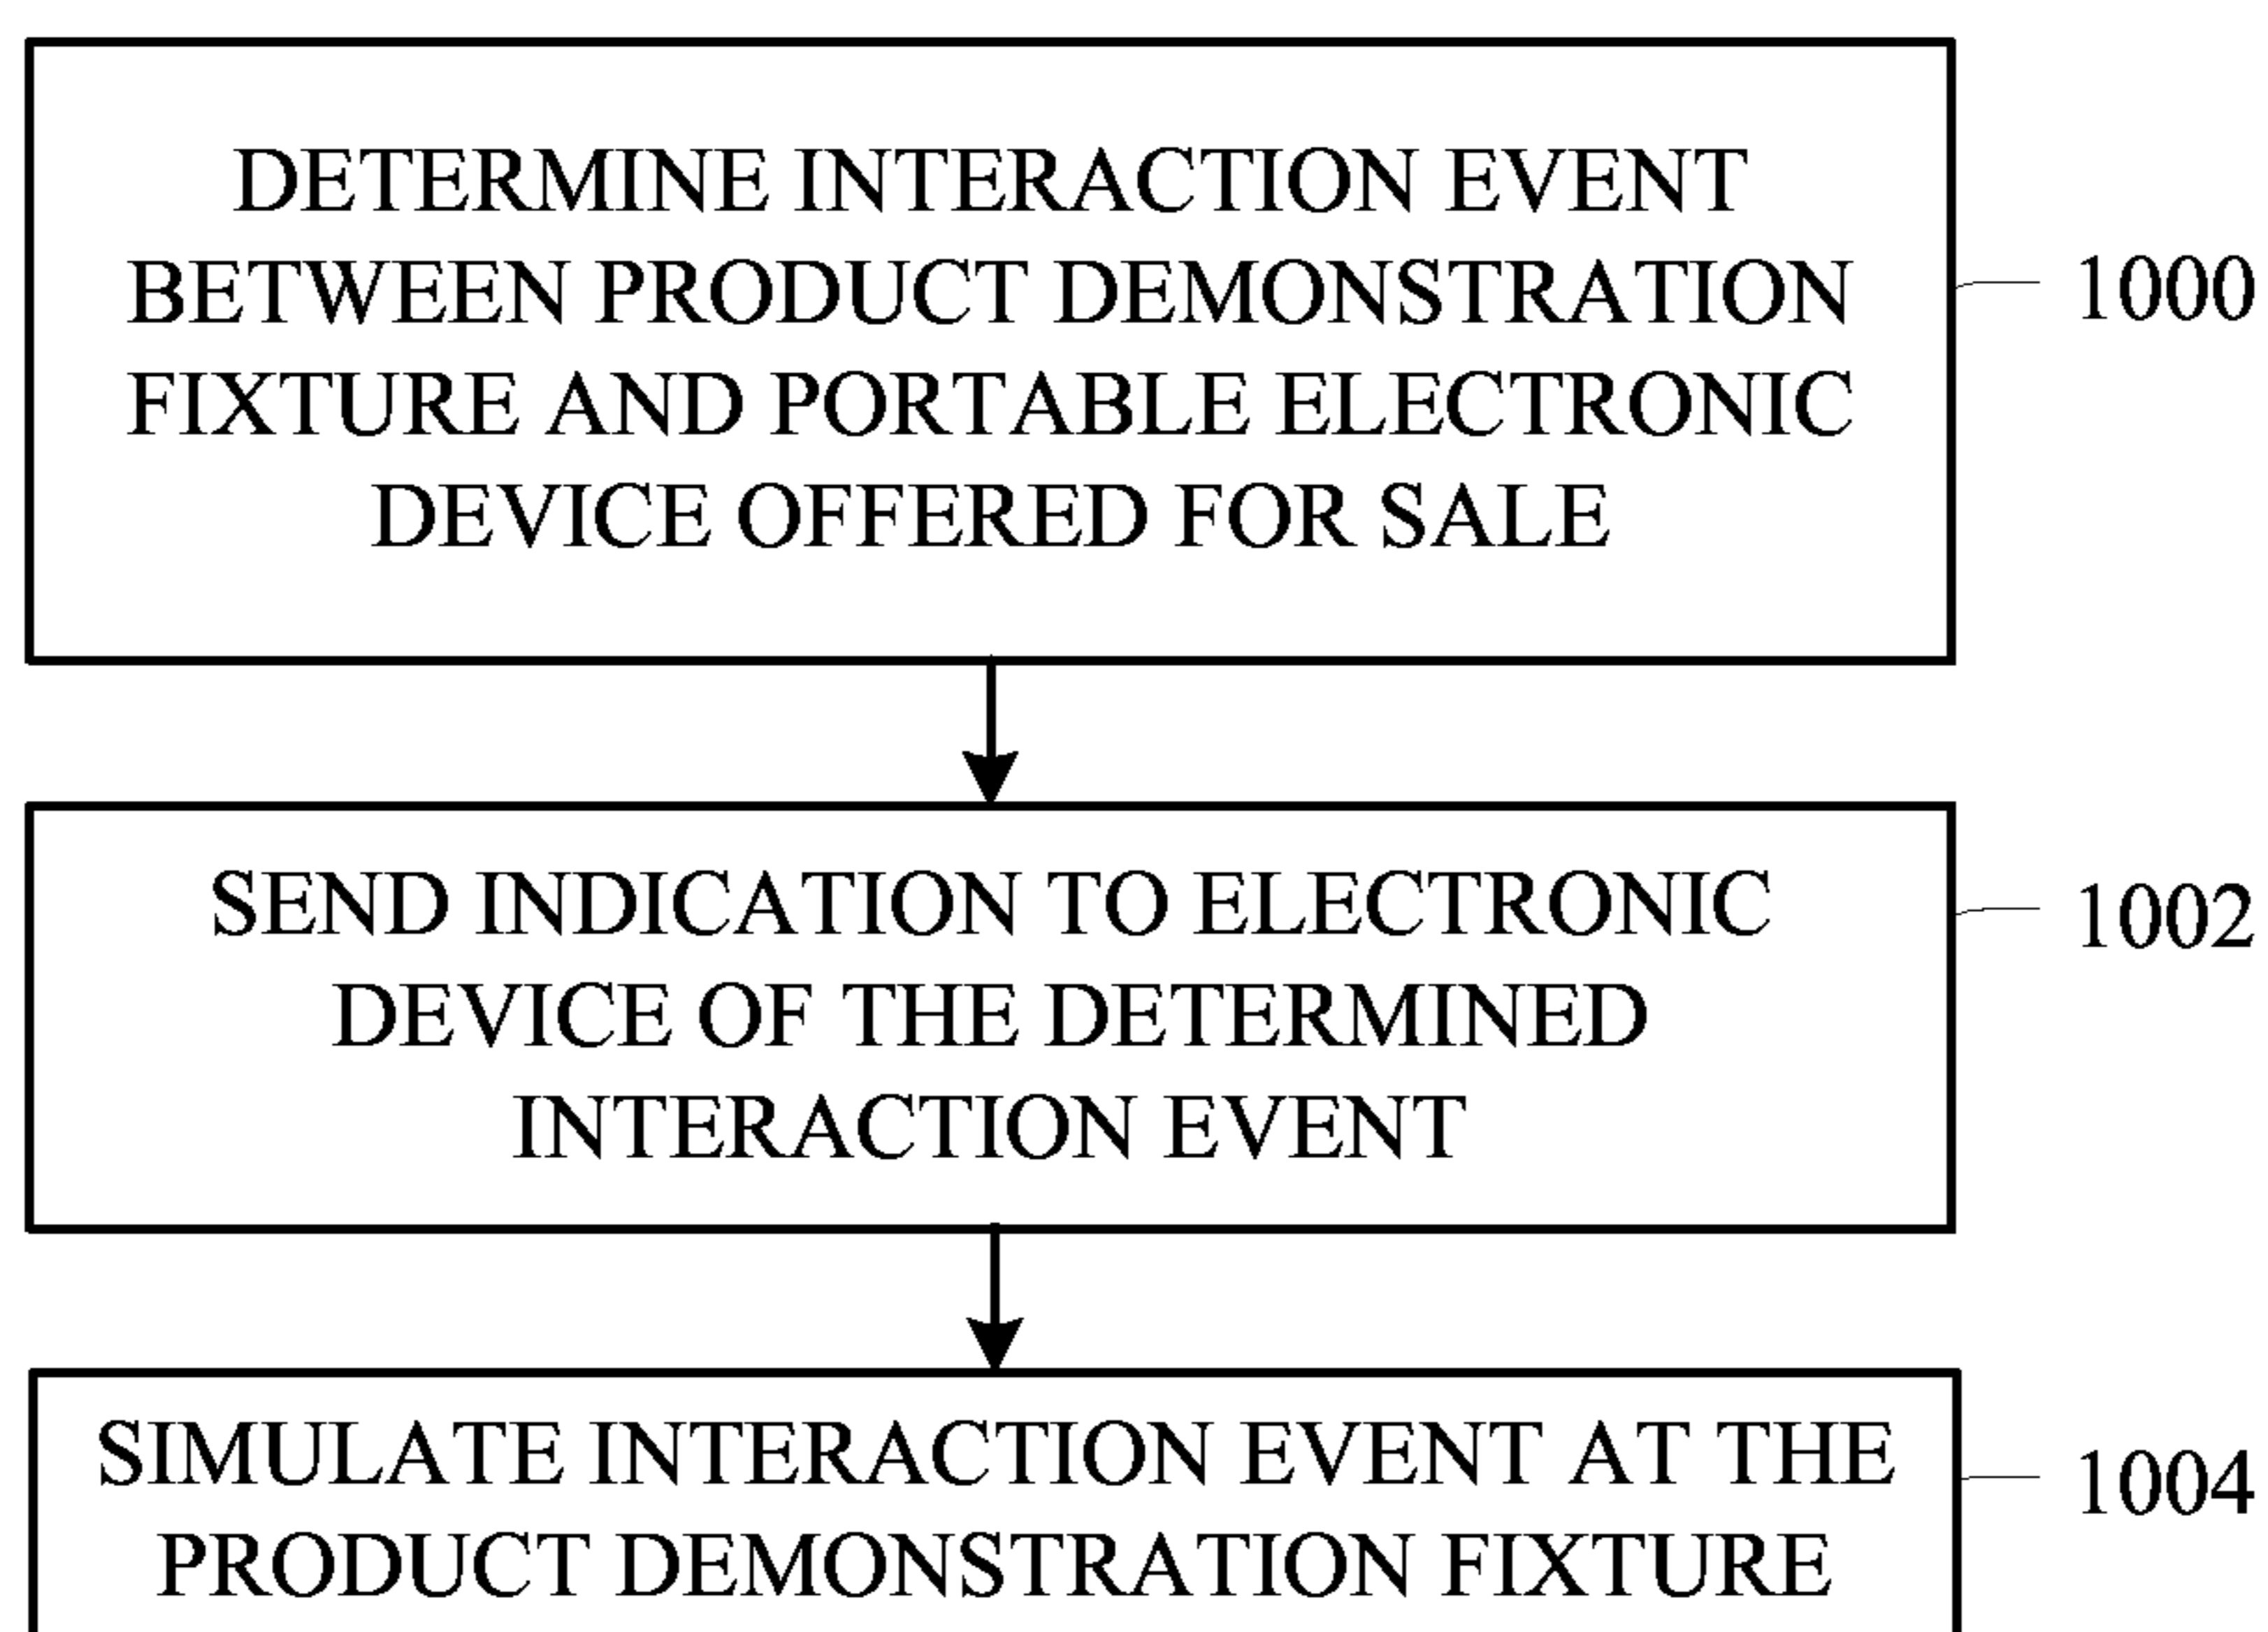 DETERMINE INTERACTION EVENT
BETWEEN PRODUCT DEMONSTRATION
FIXTURE AND PORTABLE ELECTRONIC
DEVICE OFFERED FOR SALE
1000
SEND INDICATION TO ELECTRONIC
DEVICE OF THE DETERMINED
INTERACTION EVENT
1002
SIMULATE INTERACTION EVENT AT THE
PRODUCT DEMONSTRATION FIXTURE
1004